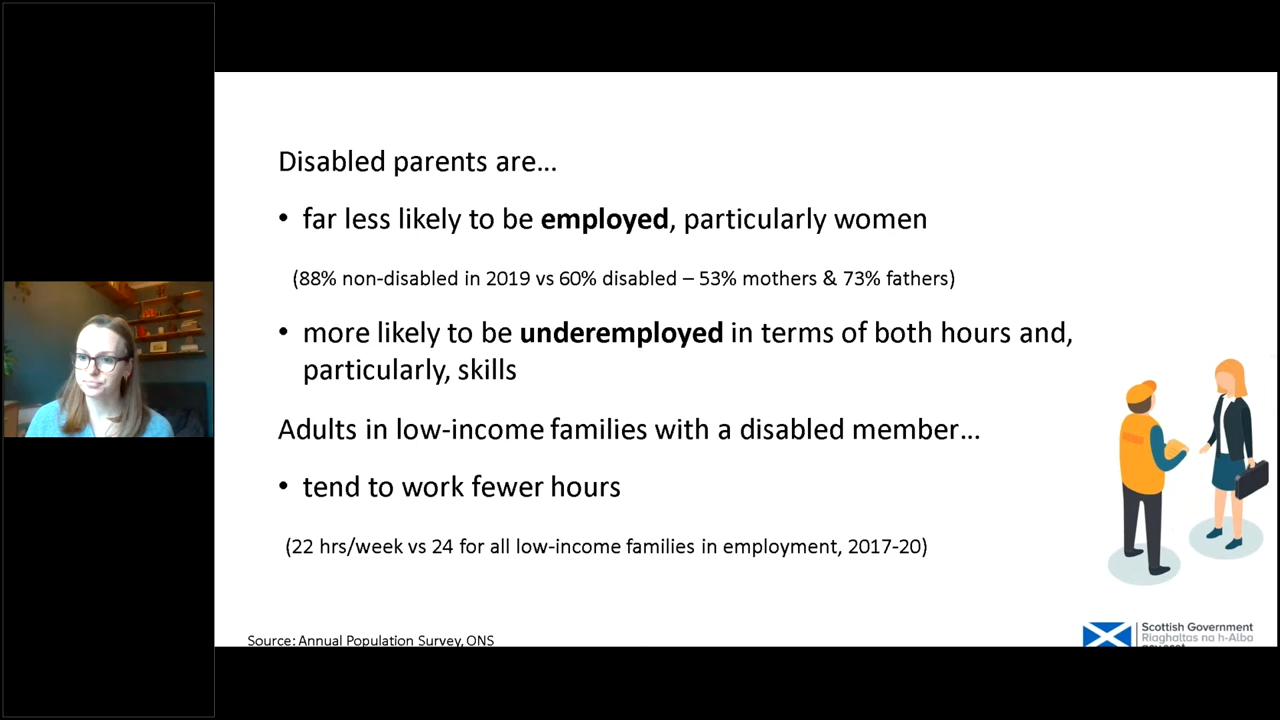 Disabled parents are…
• far less likely to be employed, particularly women
(88% non-disabled in 2019 vs 60% disabled – 53% mothers & 73% fathers)
• more likely to be underemployed in terms of both hours and,
particularly, skills
Adults in low-income families with a disabled member…
• tend to work fewer hours
(22 hrs/week vs 24 for all low-income families in employment, 2017-20)
Source: Annual Population Survey, ONS
Scottish Government
Riaghaltas na h-Alba